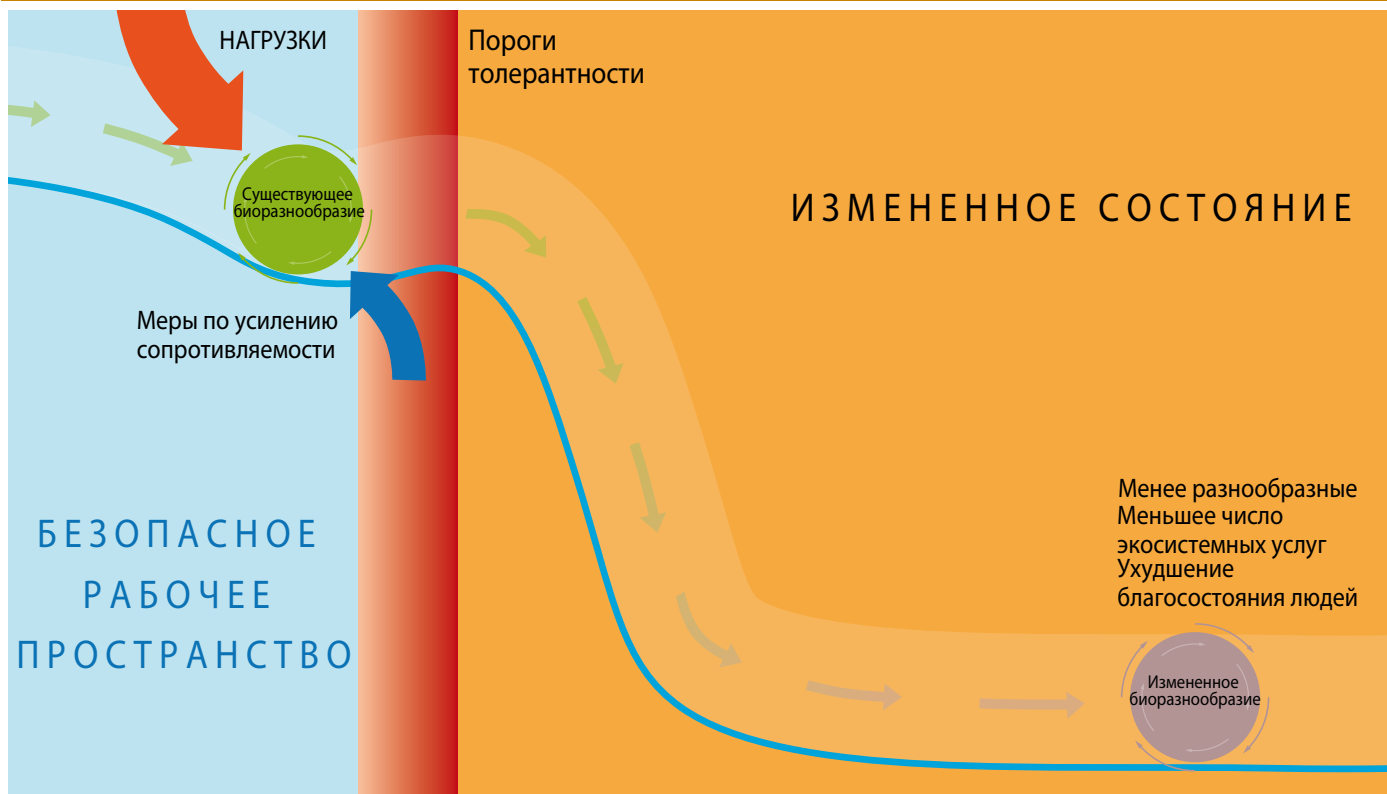 НАГРУЗКИ
Пороги
толерантности
Существующее
биоразнообразие
ИЗМЕНЕННОЕ СОСТОЯНИЕ
Меры по усилению
сопротивляемости
БЕЗОПАСНОЕ
РАБОЧЕЕ
ПРОСТРАНСТВО
Менее разнообразные
Меньшее число
экосистемных услуг
Ухудшение
благосостояния людей
Измененное
биоразнообразие